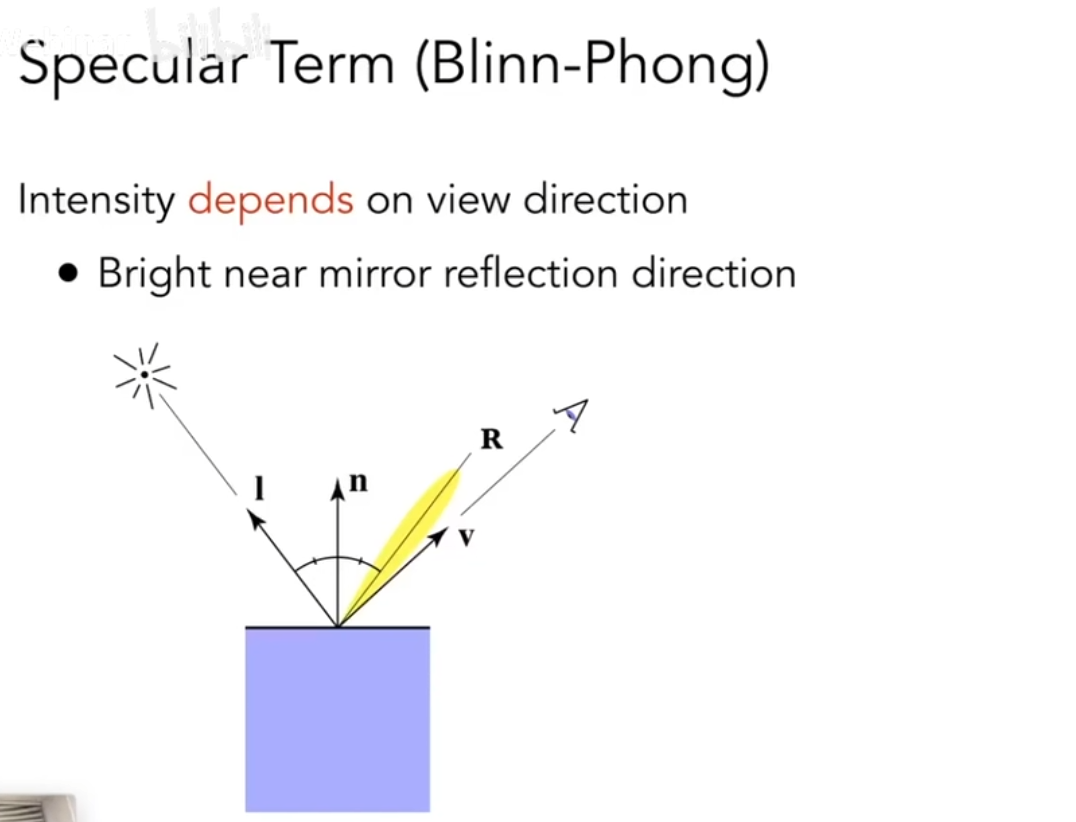 Specular Term (Blinn-Phong)
Intensity depends on view direction
• Bright near mirror reflection direction
R
l
n
v